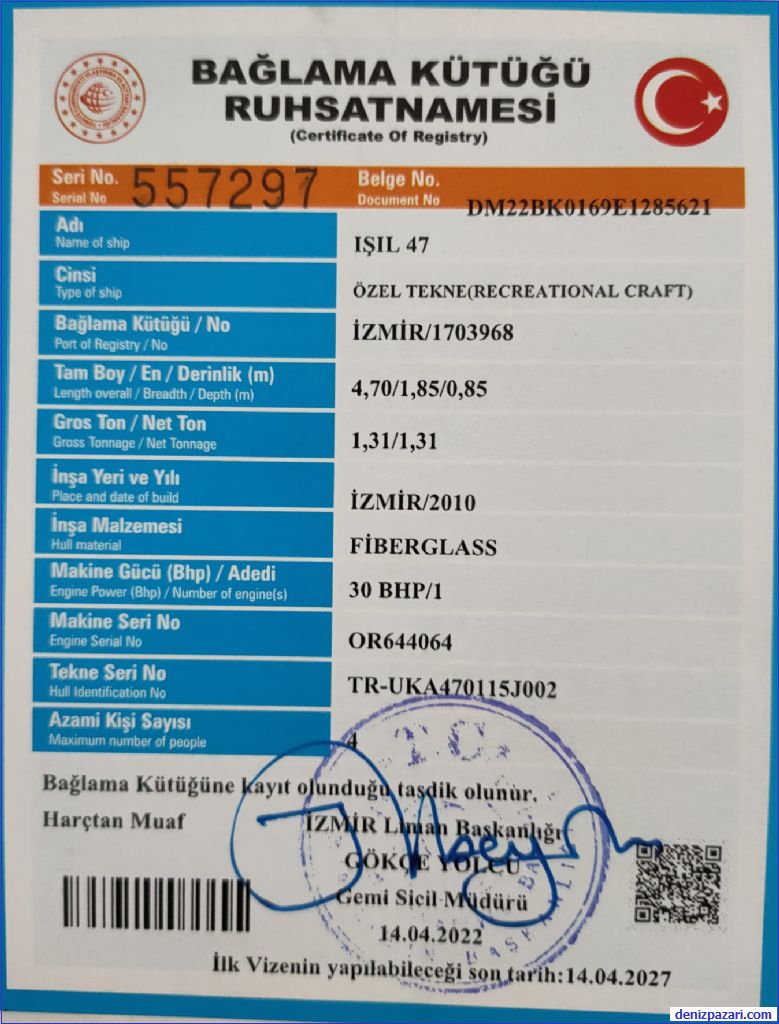 BAĞLAMA KÜTÜĞÜ
RUHSATNAMESİ
(Certificate Of Registry)
Seri No. 557297 Belge No.
Serial No Document No DM22BK0169E1285621
Adı
Name of ship IŞIL 47
Cinsi
Type of ship ÖZEL TEKNE(RECREATIONAL CRAFT)
Bağlama Kütüğü / No İZMİR/1703968
Port of Registry / No
Tam Boy / En / Derinlik (m)
Length overall / Breadth / Depth (m) 4,70/1,85/0,85
Gros Ton / Net Ton
Gross Tonnage / Net Tonnage 1,31/1,31
İnşa Yeri ve Yılı
Place and date of build İZMİR/2010
İnşa Malzemesi
Hull material FİBERGLASS
Makine Gücü (Bhp) / Adedi
Engine Power (Bhp) / Number of engine(s) 30 BHP/1
Makine Seri No
Engine Serial No OR644064
Tekne Seri No
Hull Identification No TR-UKA470115J002
Azami Kişi Sayısı
Maximum number of people 4
T.C.
Bağlama Kütüğüne kayıt olunduğu tasdik olunur.
Harçtan Muaf İZMİR Liman Başkanlığı
GÖKÇE YOLCU
Gemi Sicil Müdürü
14.04.2022
İlk Vizenin yapılabileceği son tarih:14.04.2027
denizpazari.com